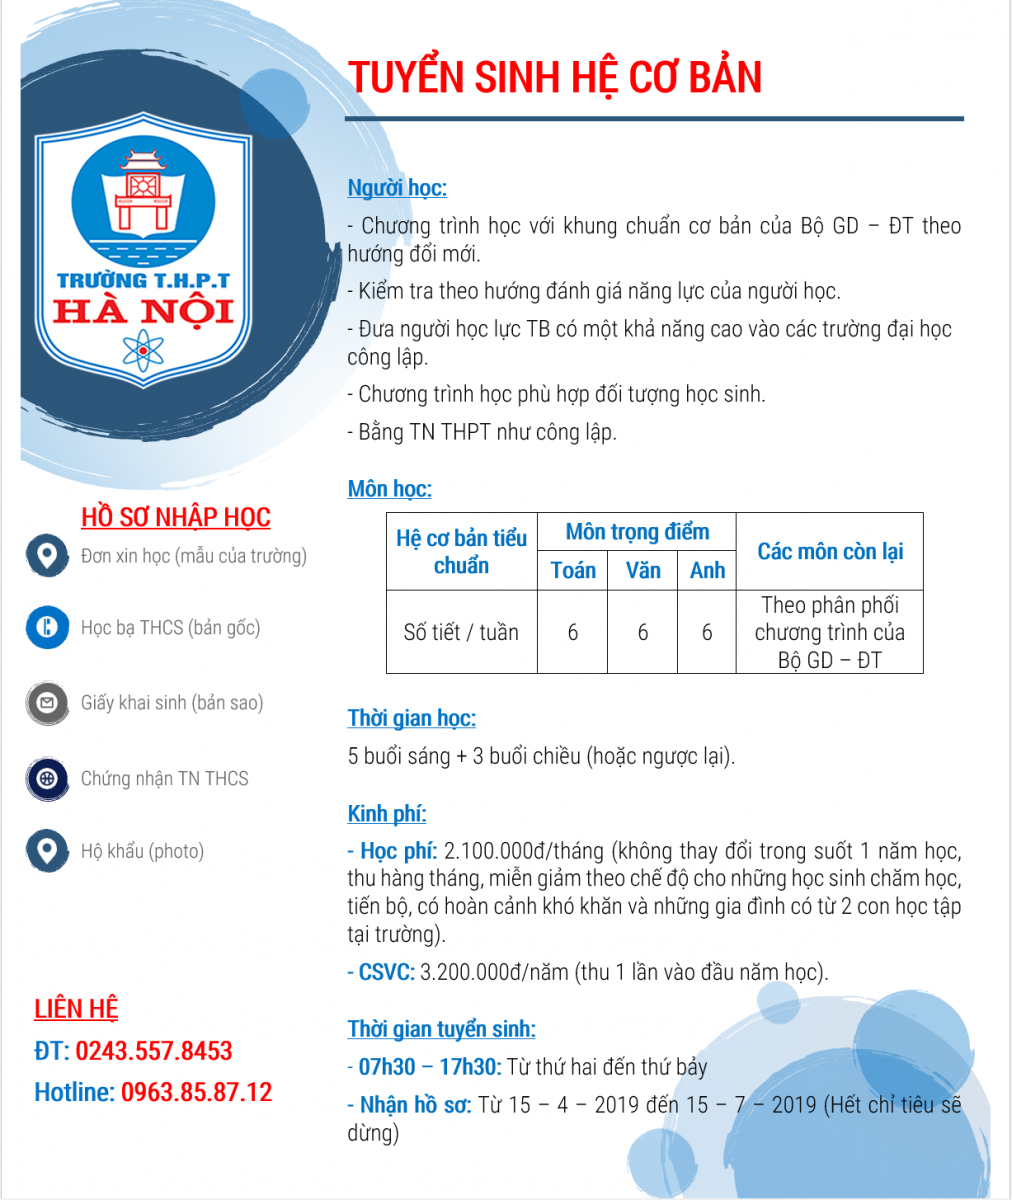 TUYỂN SINH HỆ CƠ BẢN
TRƯỜNG T.H.P.T
HÀ NỘI
Người học:
- Chương trình học với khung chuẩn cơ bản của Bộ GD – ĐT theo
hướng đổi mới.
- Kiểm tra theo hướng đánh giá năng lực của người học.
- Đưa người học lực TB có một khả năng cao vào các trường đại học
công lập.
- Chương trình học phù hợp đối tượng học sinh.
- Bằng TN THPT như công lập.
HỒ SƠ NHẬP HỌC
Đơn xin học (mẫu của trường)
Học bạ THCS (bản gốc)
Giấy khai sinh (bản sao)
Chứng nhận TN THCS
Hộ khẩu (photo)
LIÊN HỆ
ĐT: 0243.557.8453
Hotline: 0963.85.87.12
Môn học:
Hệ cơ bản tiểu
chuẩn
Môn trọng điểm
Toán Văn Anh
Các môn còn lại
Số tiết / tuần
6 6 6
Theo phân phối
chương trình của
Bộ GD – ĐT
Thời gian học:
5 buổi sáng + 3 buổi chiều (hoặc ngược lại).
Kinh phí:
- Học phí: 2.100.000đ/tháng (không thay đổi trong suốt 1 năm học,
thu hàng tháng, miễn giảm theo chế độ cho những học sinh chăm học,
tiến bộ, có hoàn cảnh khó khăn và những gia đình có từ 2 con học tập
tại trường).
- CSVC: 3.200.000đ/năm (thu 1 lần vào đầu năm học).
Thời gian tuyển sinh:
- 07h30 – 17h30: Từ thứ hai đến thứ bảy
- Nhận hồ sơ: Từ 15 – 4 – 2019 đến 15 – 7 – 2019 (Hết chỉ tiêu sẽ
dừng)